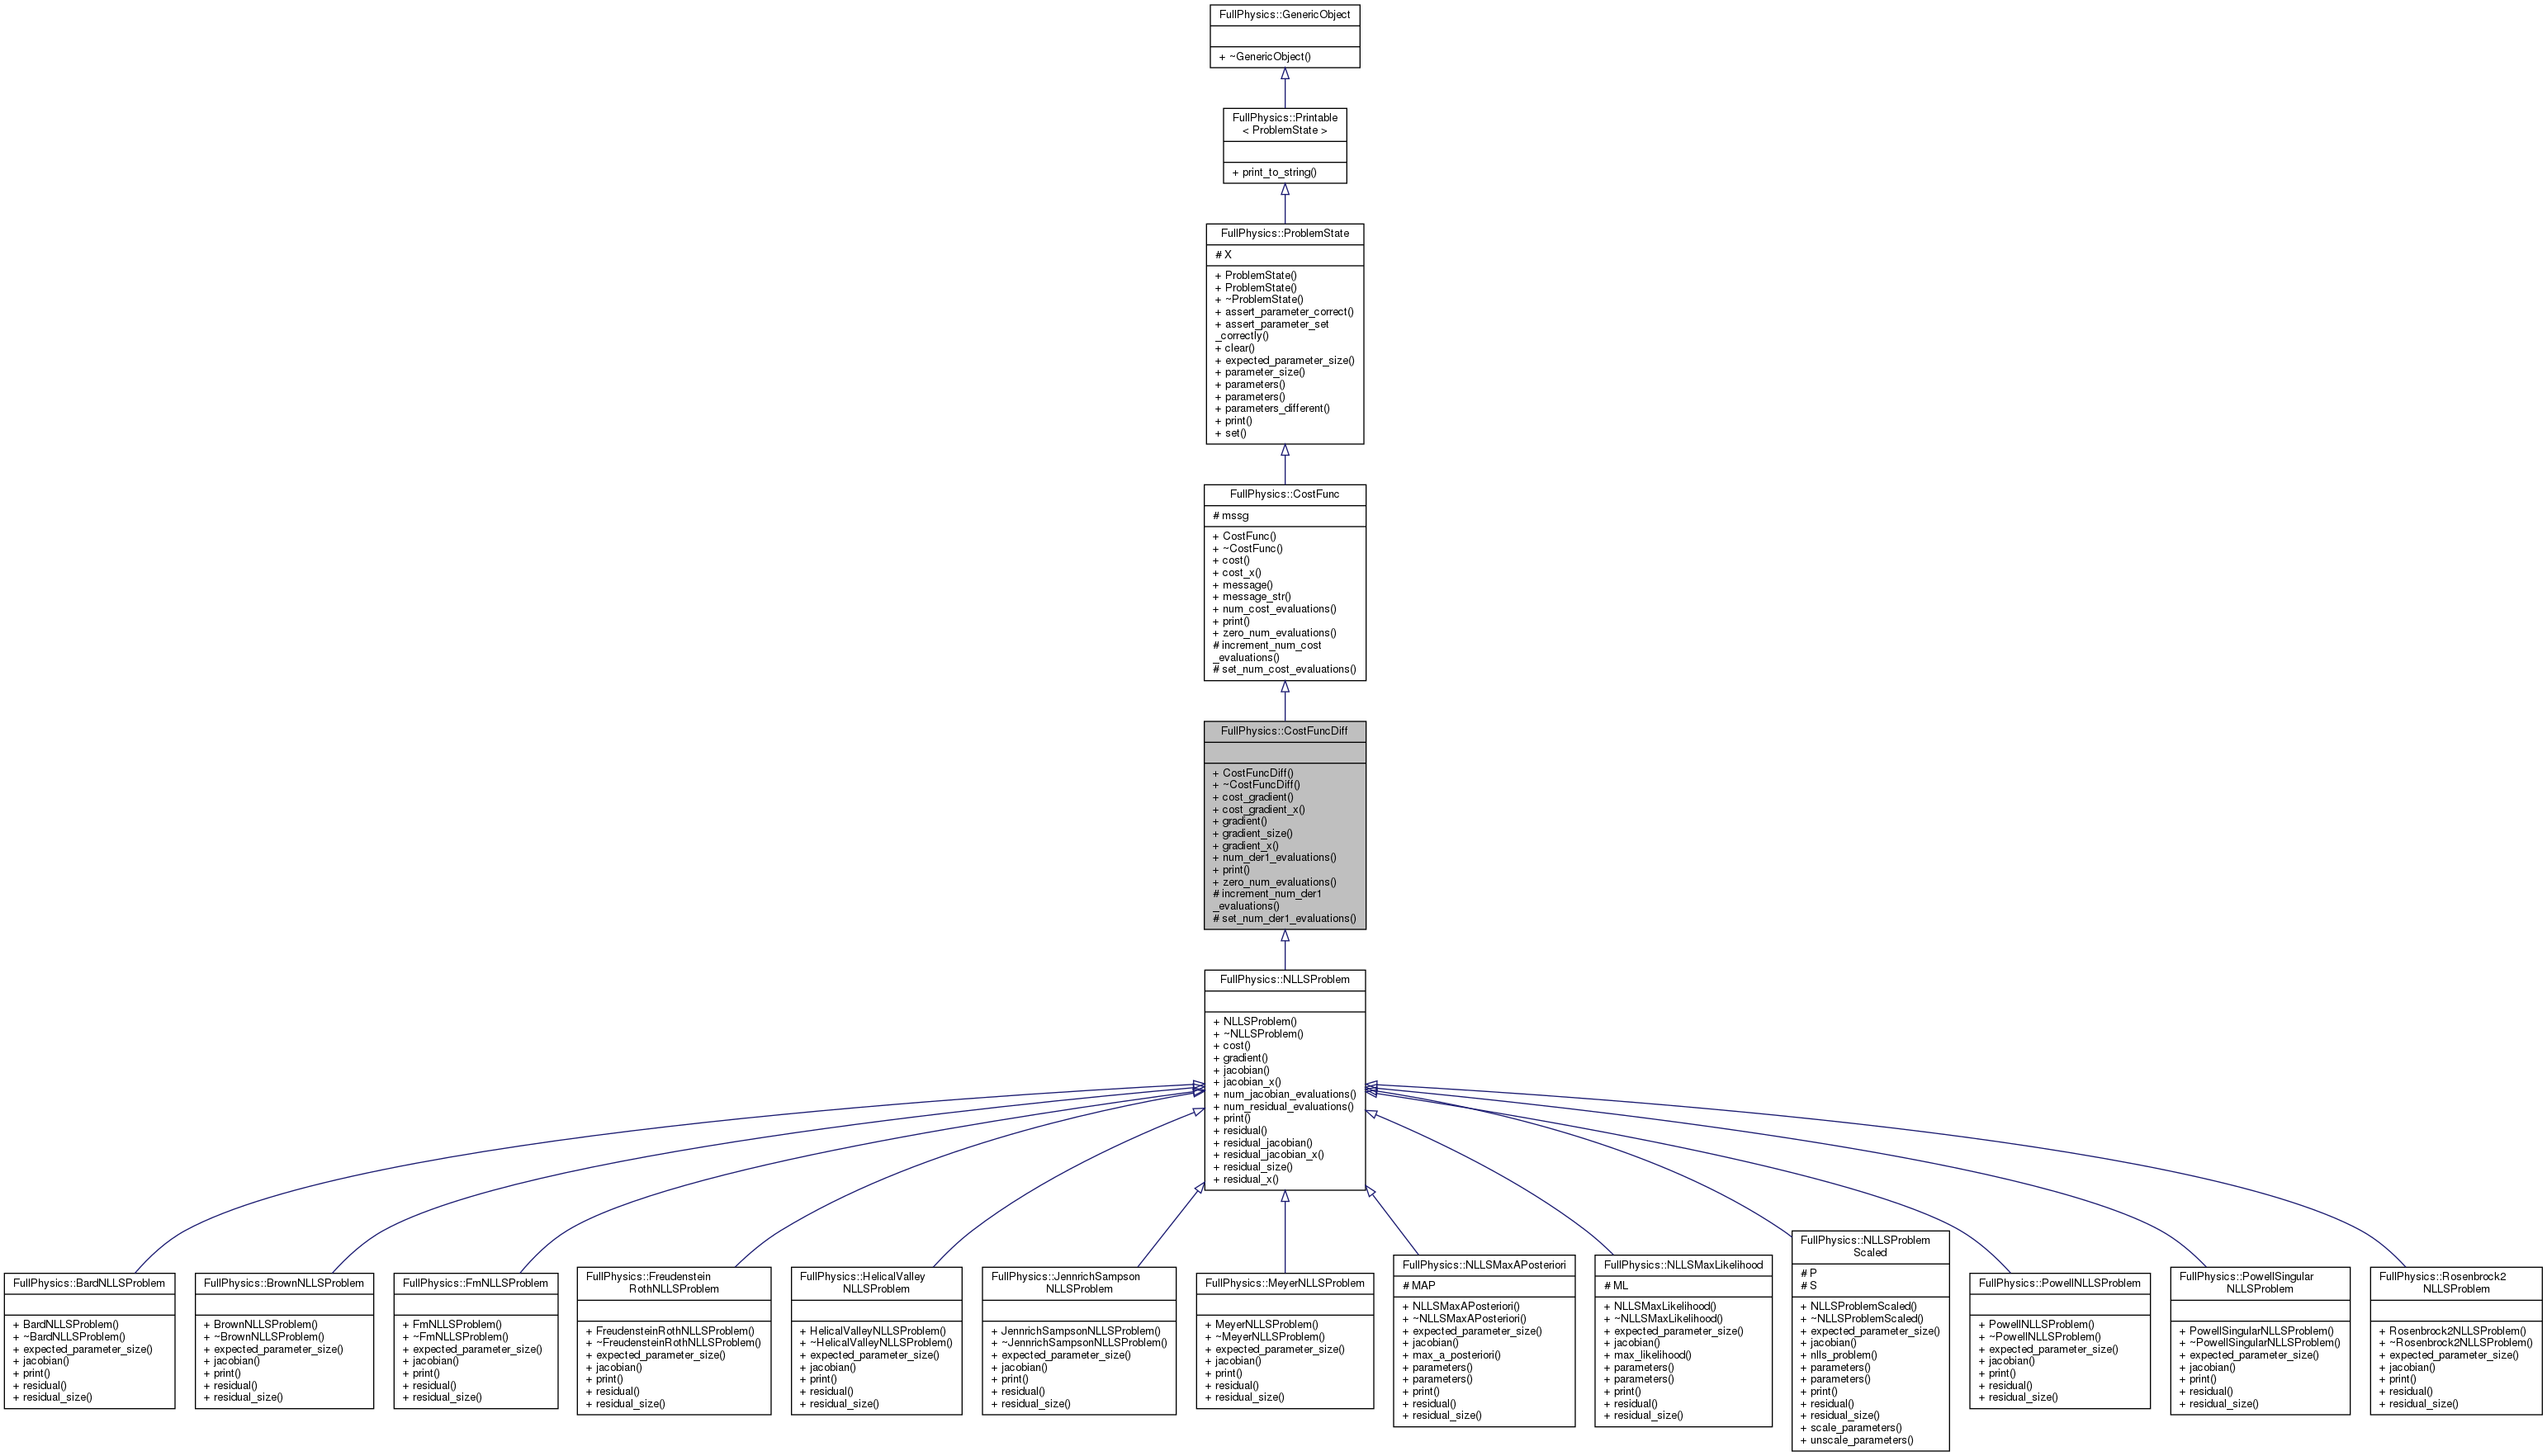 FullPhysics::GenericObject
+ ~GenericObject()
FullPhysics::Printable
< ProblemState >
+ print_to_string()
FullPhysics::ProblemState
# X
+ ProblemState()
+ ProblemState()
+ ~ProblemState()
+ assert_parameter_correct()
+ assert_parameter_set
_correctly()
+ clear()
+ expected_parameter_size()
+ parameter_size()
+ parameters()
+ parameters()
+ parameters_different()
+ print()
+ set()
FullPhysics::CostFunc
# mssg
+ CostFunc()
+ ~CostFunc()
+ cost()
+ cost_x()
+ message()
+ message_str()
+ num_cost_evaluations()
+ print()
+ zero_num_evaluations()
# increment_num_cost
_evaluations()
# set_num_cost_evaluations()
FullPhysics::CostFuncDiff
+ CostFuncDiff()
+ ~CostFuncDiff()
+ cost_gradient()
+ cost_gradient_x()
+ gradient()
+ gradient_size()
+ gradient_x()
+ num_der1_evaluations()
+ print()
+ zero_num_evaluations()
# increment_num_der1
_evaluations()
# set_num_der1_evaluations()
FullPhysics::NLLSProblem
+ NLLSProblem()
+ ~NLLSProblem()
+ cost()
+ gradient()
+ jacobian()
+ jacobian_x()
+ num_jacobian_evaluations()
+ num_residual_evaluations()
+ print()
+ residual()
+ residual_jacobian()
+ residual_jacobian_x()
+ residual_size()
+ residual_x()
FullPhysics::BardNLLSProblem
+ BardNLLSProblem()
+ ~BardNLLSProblem()
+ expected_parameter_size()
+ jacobian()
+ print()
+ residual()
+ residual_size()
FullPhysics::BrownNLLSProblem
+ BrownNLLSProblem()
+ ~BrownNLLSProblem()
+ expected_parameter_size()
+ jacobian()
+ print()
+ residual()
+ residual_size()
FullPhysics::FmNLLSProblem
+ FmNLLSProblem()
+ ~FmNLLSProblem()
+ expected_parameter_size()
+ jacobian()
+ print()
+ residual()
+ residual_size()
FullPhysics::Freudenstein
RothNLLSProblem
+ FreudensteinRothNLLSProblem()
+ ~FreudensteinRothNLLSProblem()
+ expected_parameter_size()
+ jacobian()
+ print()
+ residual()
+ residual_size()
FullPhysics::HelicalValley
NLLSProblem
+ HelicalValleyNLLSProblem()
+ ~HelicalValleyNLLSProblem()
+ expected_parameter_size()
+ jacobian()
+ print()
+ residual()
+ residual_size()
FullPhysics::JennrichSampson
NLLSProblem
+ JennrichSampsonNLLSProblem()
+ ~JennrichSampsonNLLSProblem()
+ expected_parameter_size()
+ jacobian()
+ print()
+ residual()
+ residual_size()
FullPhysics::MeyerNLLSProblem
+ MeyerNLLSProblem()
+ ~MeyerNLLSProblem()
+ expected_parameter_size()
+ jacobian()
+ print()
+ residual()
+ residual_size()
FullPhysics::NLLSMaxAPosteriori
# MAP
+ NLLSMaxAPosteriori()
+ ~NLLSMaxAPosteriori()
+ expected_parameter_size()
+ jacobian()
+ max_a_posteriori()
+ parameters()
+ parameters()
+ print()
+ residual()
+ residual_size()
FullPhysics::NLLSMaxLikelihood
# ML
+ NLLSMaxLikelihood()
+ ~NLLSMaxLikelihood()
+ expected_parameter_size()
+ jacobian()
+ max_likelihood()
+ parameters()
+ parameters()
+ print()
+ residual()
+ residual_size()
FullPhysics::NLLSProblem
Scaled
# P
# S
+ NLLSProblemScaled()
+ ~NLLSProblemScaled()
+ expected_parameter_size()
+ jacobian()
+ nlls_problem()
+ parameters()
+ parameters()
+ print()
+ residual()
+ residual_size()
+ scale_parameters()
+ unscale_parameters()
FullPhysics::PowellNLLSProblem
+ PowellNLLSProblem()
+ ~PowellNLLSProblem()
+ expected_parameter_size()
+ jacobian()
+ print()
+ residual()
+ residual_size()
FullPhysics::PowellSingular
NLLSProblem
+ PowellSingularNLLSProblem()
+ ~PowellSingularNLLSProblem()
+ expected_parameter_size()
+ jacobian()
+ print()
+ residual()
+ residual_size()
FullPhysics::Rosenbrock2
NLLSProblem
+ Rosenbrock2NLLSProblem()
+ ~Rosenbrock2NLLSProblem()
+ expected_parameter_size()
+ jacobian()
+ print()
+ residual()
+ residual_size()